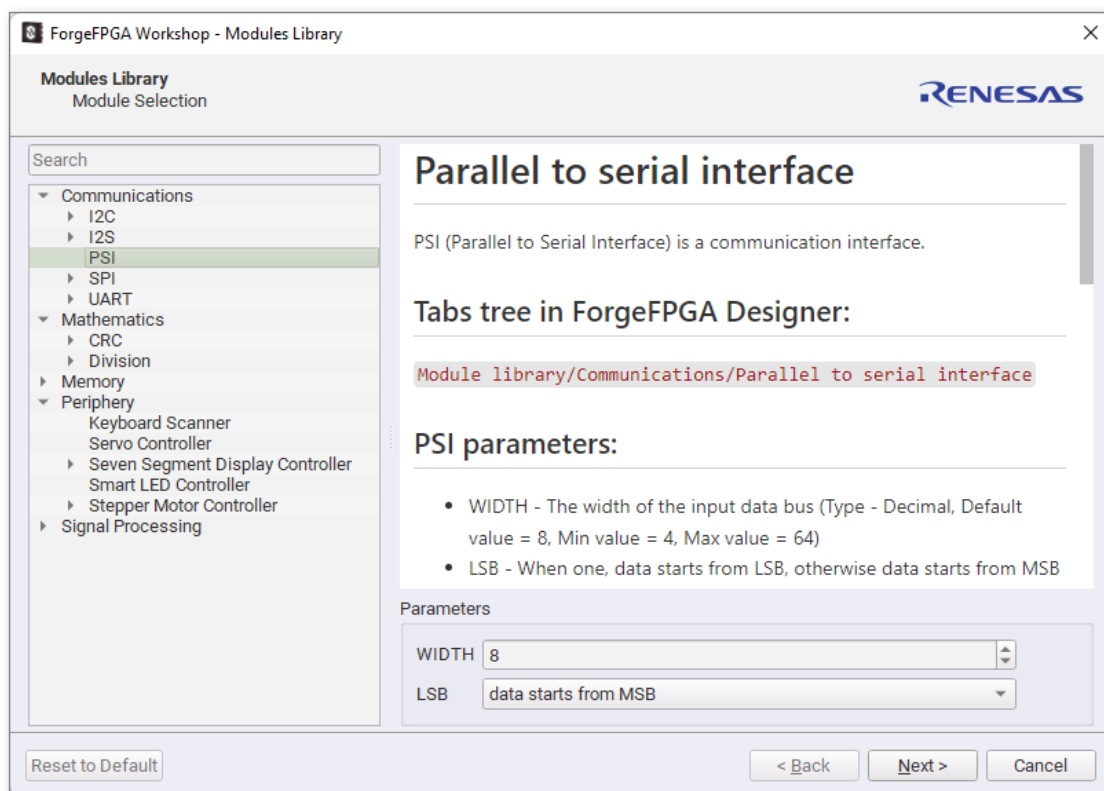 ForgeFPGA Workshop - Modules Library
Modules Library
Module Selection
RENESAS
Search
Communications
I2C
I2S
PSI
SPI
UART
Mathematics
CRC
Division
Memory
Periphery
Keyboard Scanner
Servo Controller
Seven Segment Display Controller
Smart LED Controller
Stepper Motor Controller
Signal Processing
Parallel to serial interface
PSI (Parallel to Serial Interface) is a communication interface.
Tabs tree in ForgeFPGA Designer:
Module library/Communications/Parallel to serial interface
PSI parameters:
• WIDTH - The width of the input data bus (Type - Decimal, Default
value = 8, Min value = 4, Max value = 64)
• LSB - When one, data starts from LSB, otherwise data starts from MSB
Parameters
WIDTH 8
LSB data starts from MSB
Reset to Default
< Back
Next >
Cancel